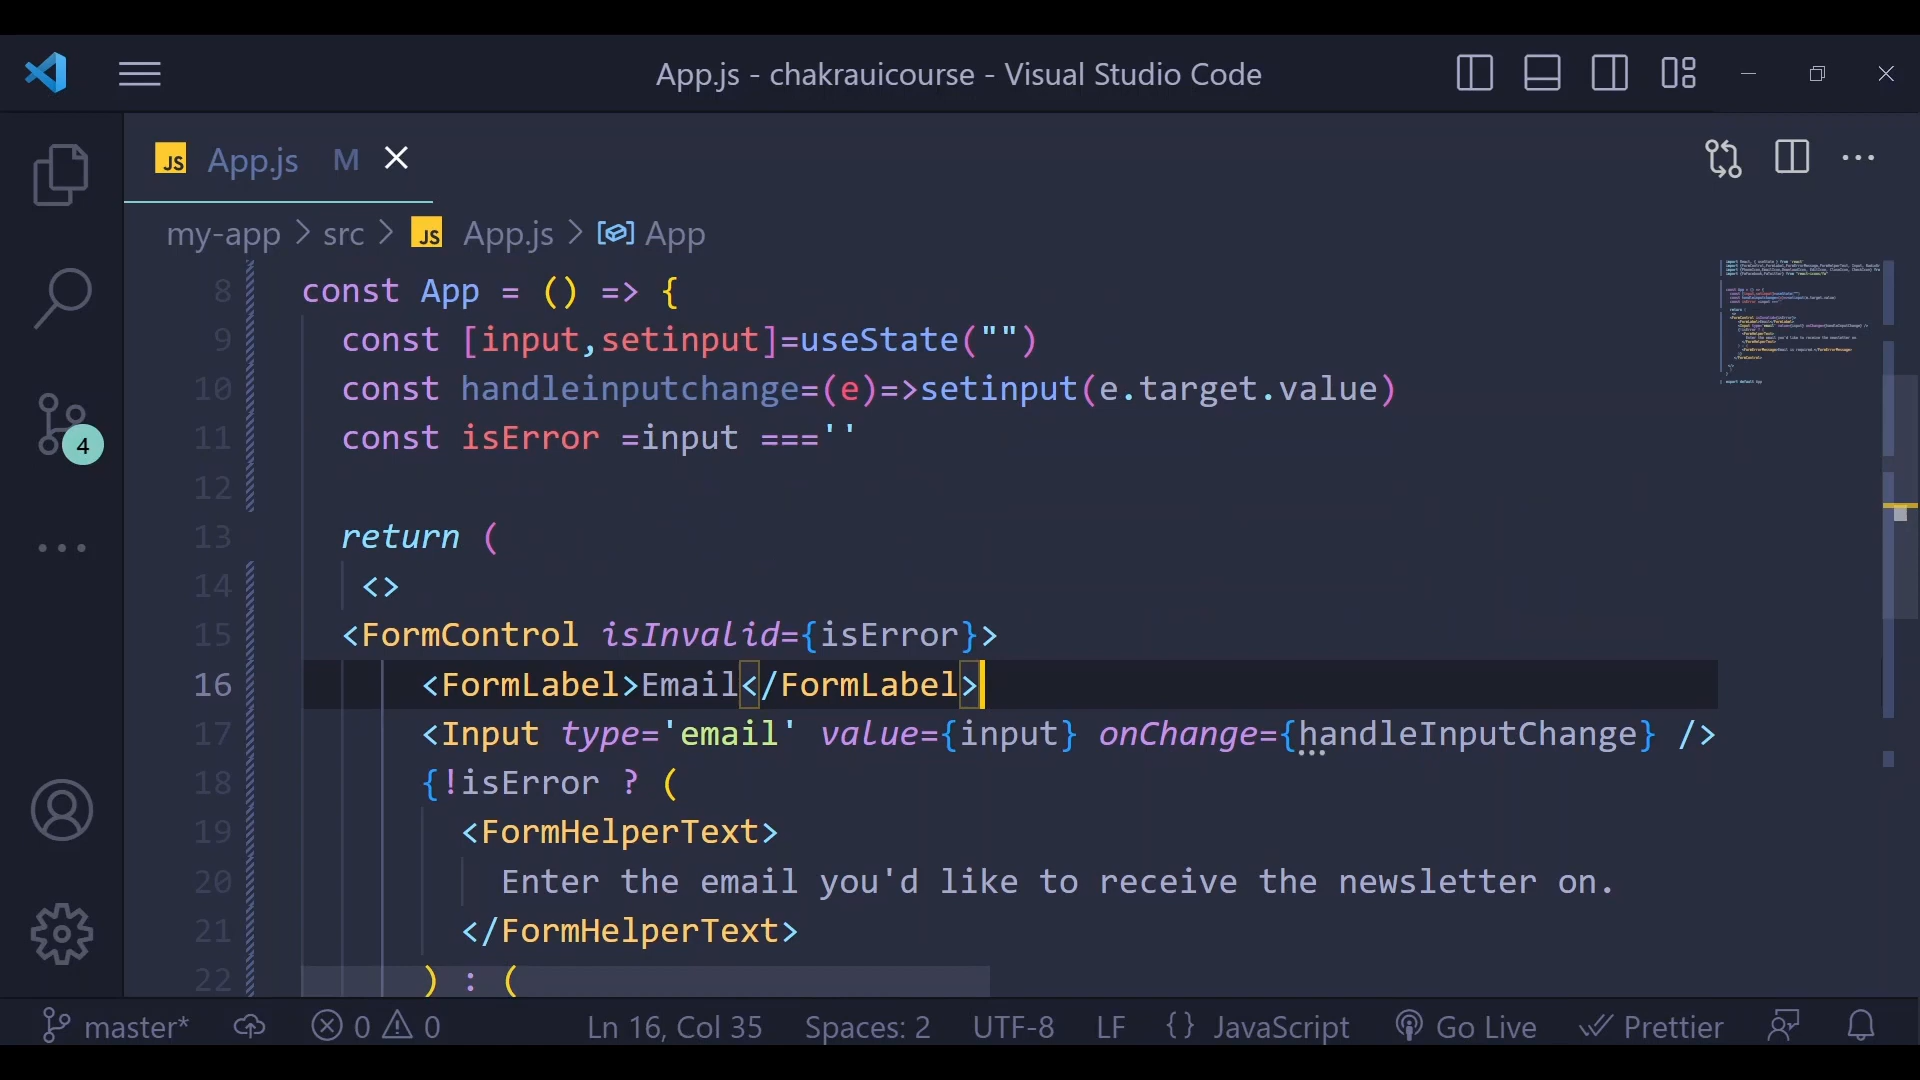 App.js - chakrauicourse - Visual Studio Code
JS App.js M
my-app > src > JS App.js > App
8 const App = () => {
9 const [input,setinput]=useState("")
10 const handleinputchange=(e)=>setinput(e.target.value)
11 const isError =input ===''
12
13 return (
14 <>
15 <FormControl isInvalid={isError}>
16 <FormLabel>Email</FormLabel>
17 <Input type='email' value={input} onChange={handleInputChange} />
18 {!isError ? (
19 <FormHelperText>
20 Enter the email you'd like to receive the newsletter on.
21 </FormHelperText>
22 ) : (
4
master* 0 0 Ln 16, Col 35 Spaces: 2 UTF-8 LF {} JavaScript Go Live Prettier